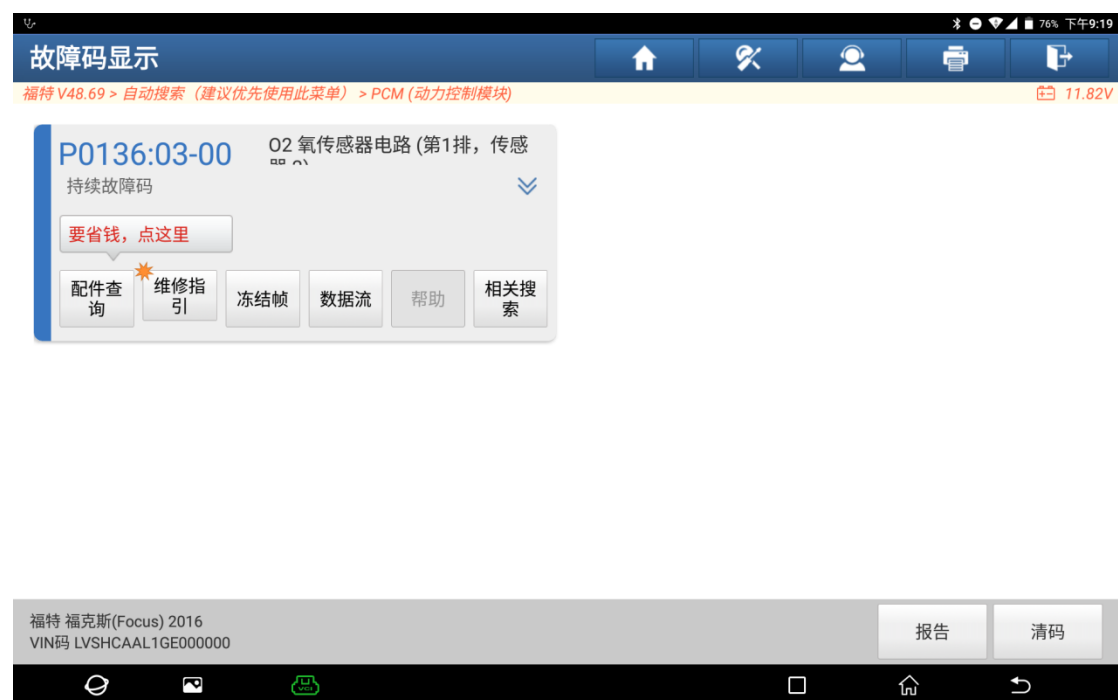 76% 下午9:19
故障码显示
福特 V48.69 > 自动搜索（建议优先使用此菜单）> PCM (动力控制模块)
11.82V
P0136:03-00
O2 氧传感器电路 (第1排，传感
持续故障码
要省钱，点这里
配件查
询
维修指
引
冻结帧
数据流
帮助
相关搜
索
福特 福克斯(Focus) 2016
VIN码 LVSHCAAL1GE000000
报告
清码
VCI